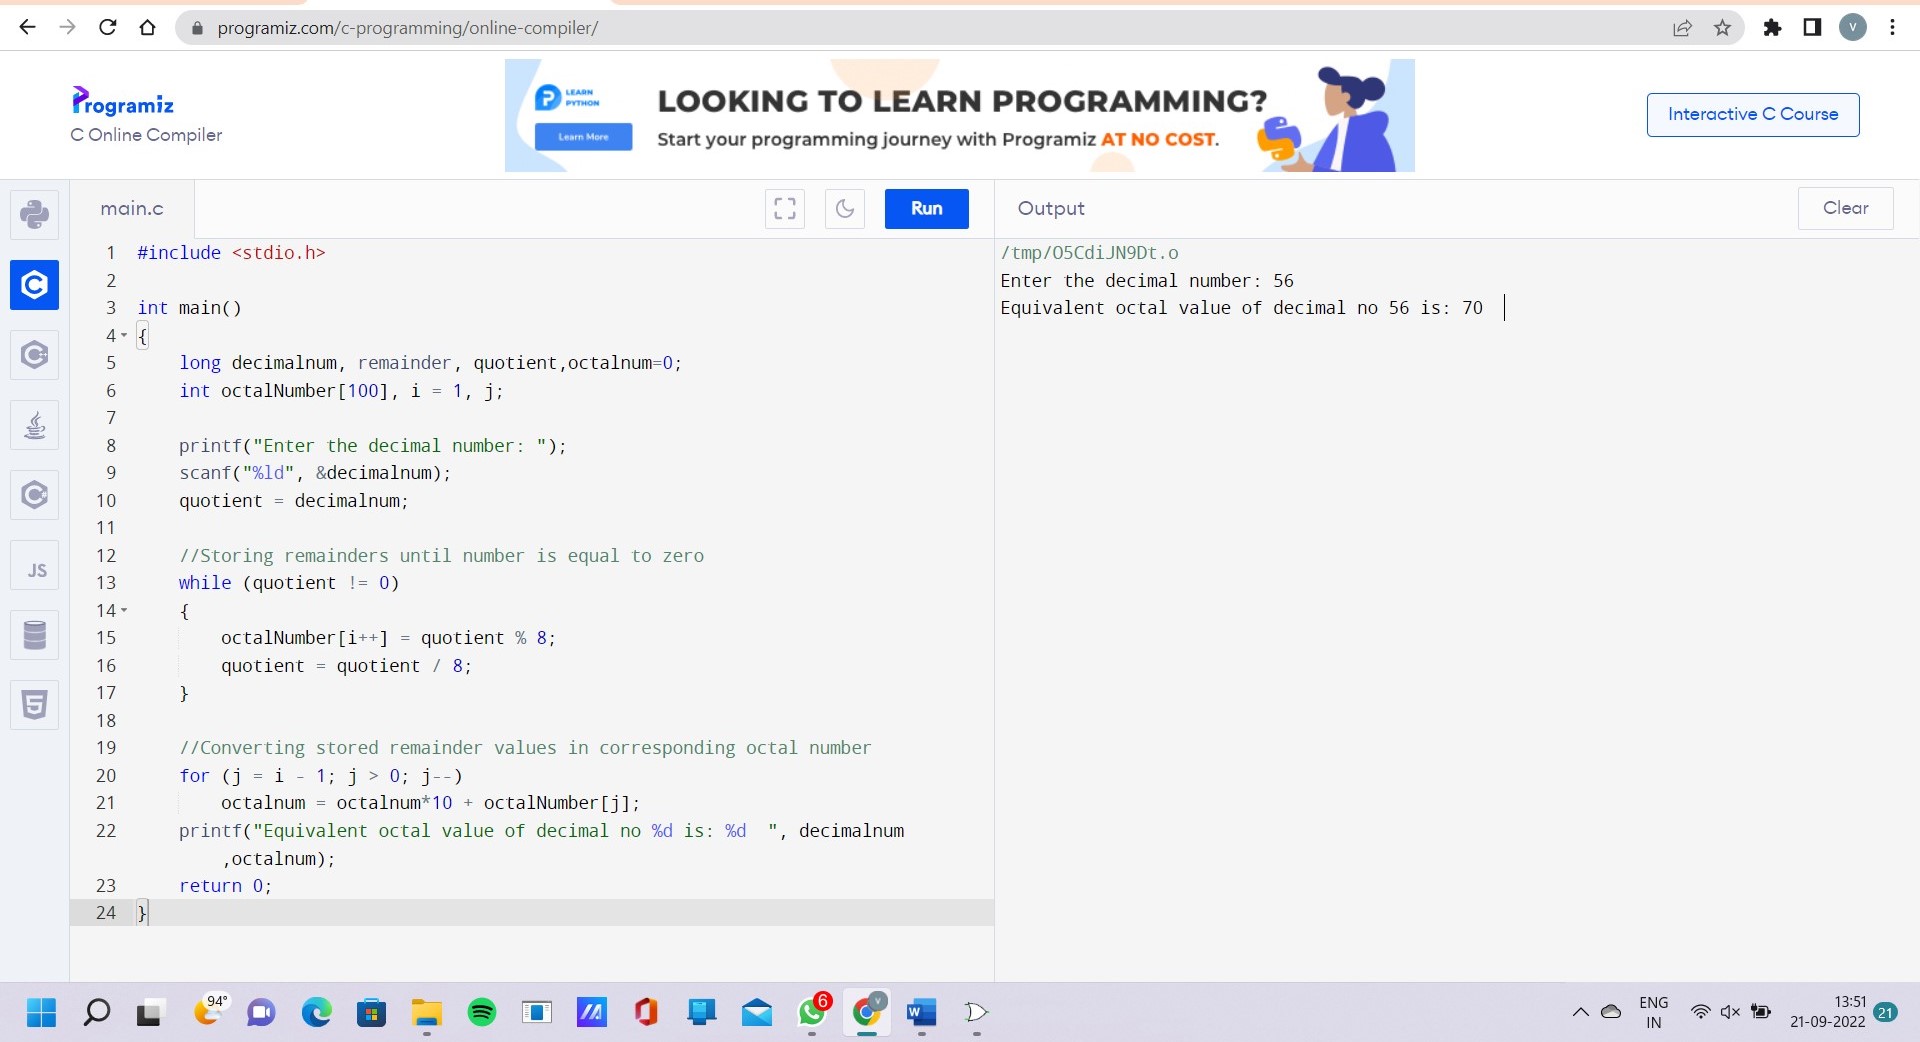 programiz.com/c-programming/online-compiler/
V
Programiz
C Online Compiler
LEARN
PYTHON
Learn More
LOOKING TO LEARN PROGRAMMING?
Start your programming journey with Programiz AT NO COST.
Interactive C Course
main.c
Run
Output
Clear
1 #include <stdio.h>
2
3 int main()
4 {
5 long decimalnum, remainder, quotient,octalnum=0;
6 int octalNumber[100], i = 1, j;
7
8 printf("Enter the decimal number: ");
9 scanf("%ld", &decimalnum);
10 quotient = decimalnum;
11
12 //Storing remainders until number is equal to zero
13 while (quotient != 0)
14 {
15 octalNumber[i++] = quotient % 8;
16 quotient = quotient / 8;
17 }
18
19 //Converting stored remainder values in corresponding octal number
20 for (j = i - 1; j > 0; j--)
21 octalnum = octalnum*10 + octalNumber[j];
22 printf("Equivalent octal value of decimal no %d is: %d  ", decimalnum
,octalnum);
23 return 0;
24 }
/tmp/O5CdiJN9Dt.o
Enter the decimal number: 56
Equivalent octal value of decimal no 56 is: 70
JS
94°
6
V
W
ENG
IN
13:51
21-09-2022
21